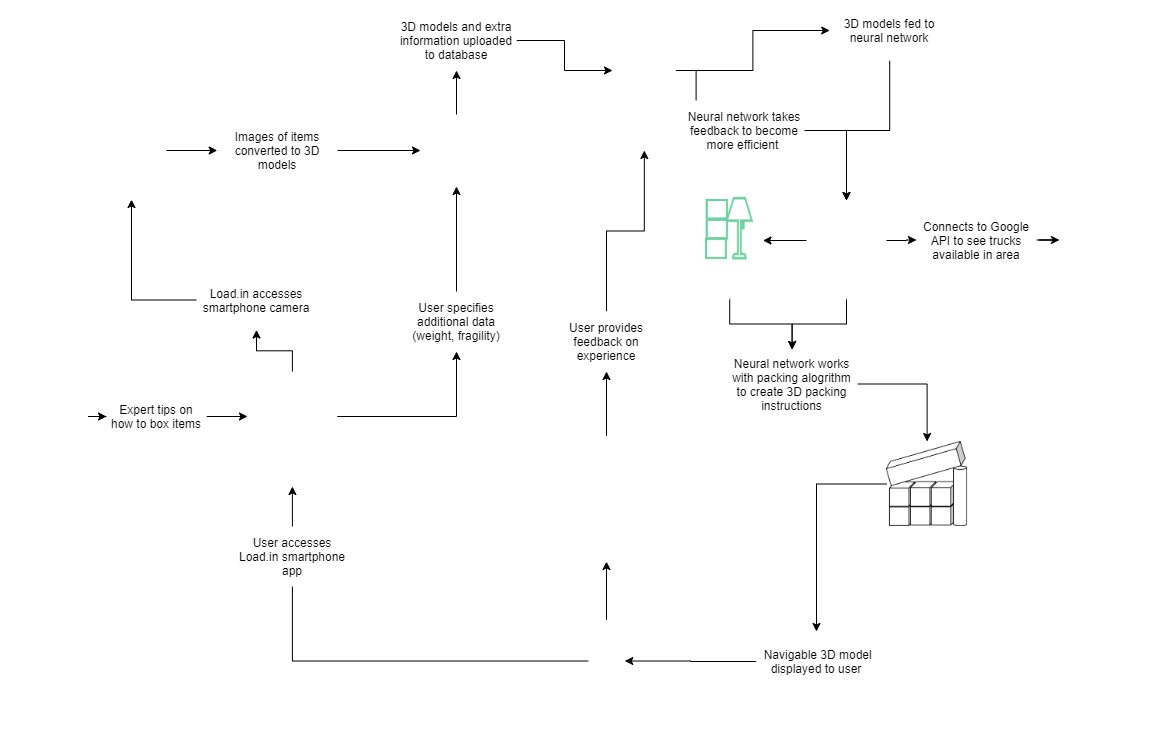 3D models and extra
information uploaded
to database
3D models fed to
neural network
Neural network takes
feedback to become
more efficient
Images of items
converted to 3D
models
Connects to Google
API to see trucks
available in area
Load.in accesses
smartphone camera
User specifies
additional data
(weight, fragility)
User provides
feedback on
experience
Neural network works
with packing alogrithm
to create 3D packing
instructions
Expert tips on
how to box items
User accesses
Load.in smartphone
app
Navigable 3D model
displayed to user